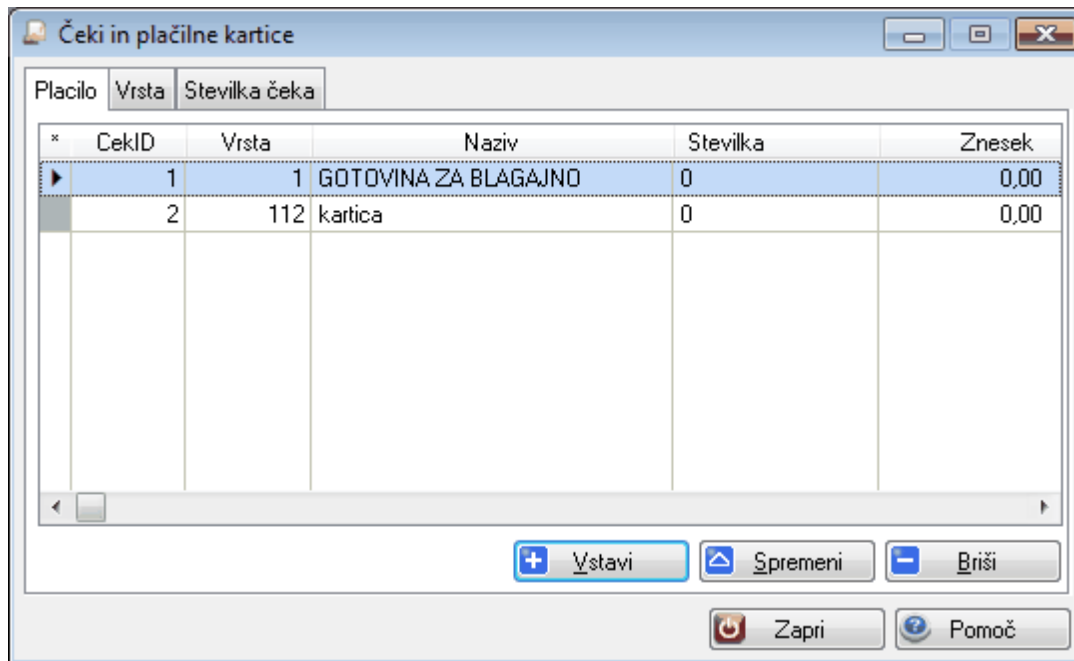 Čeki in plačilne kartice
Placilo Vrsta Stevilka čeka
* CekID Vrsta Naziv Stevilka Znesek
1 1 GOTOVINA ZA BLAGAJNO 0 0,00
2 112 kartica 0 0,00
Vstavi Spremeni Briši
Zapri Pomoč